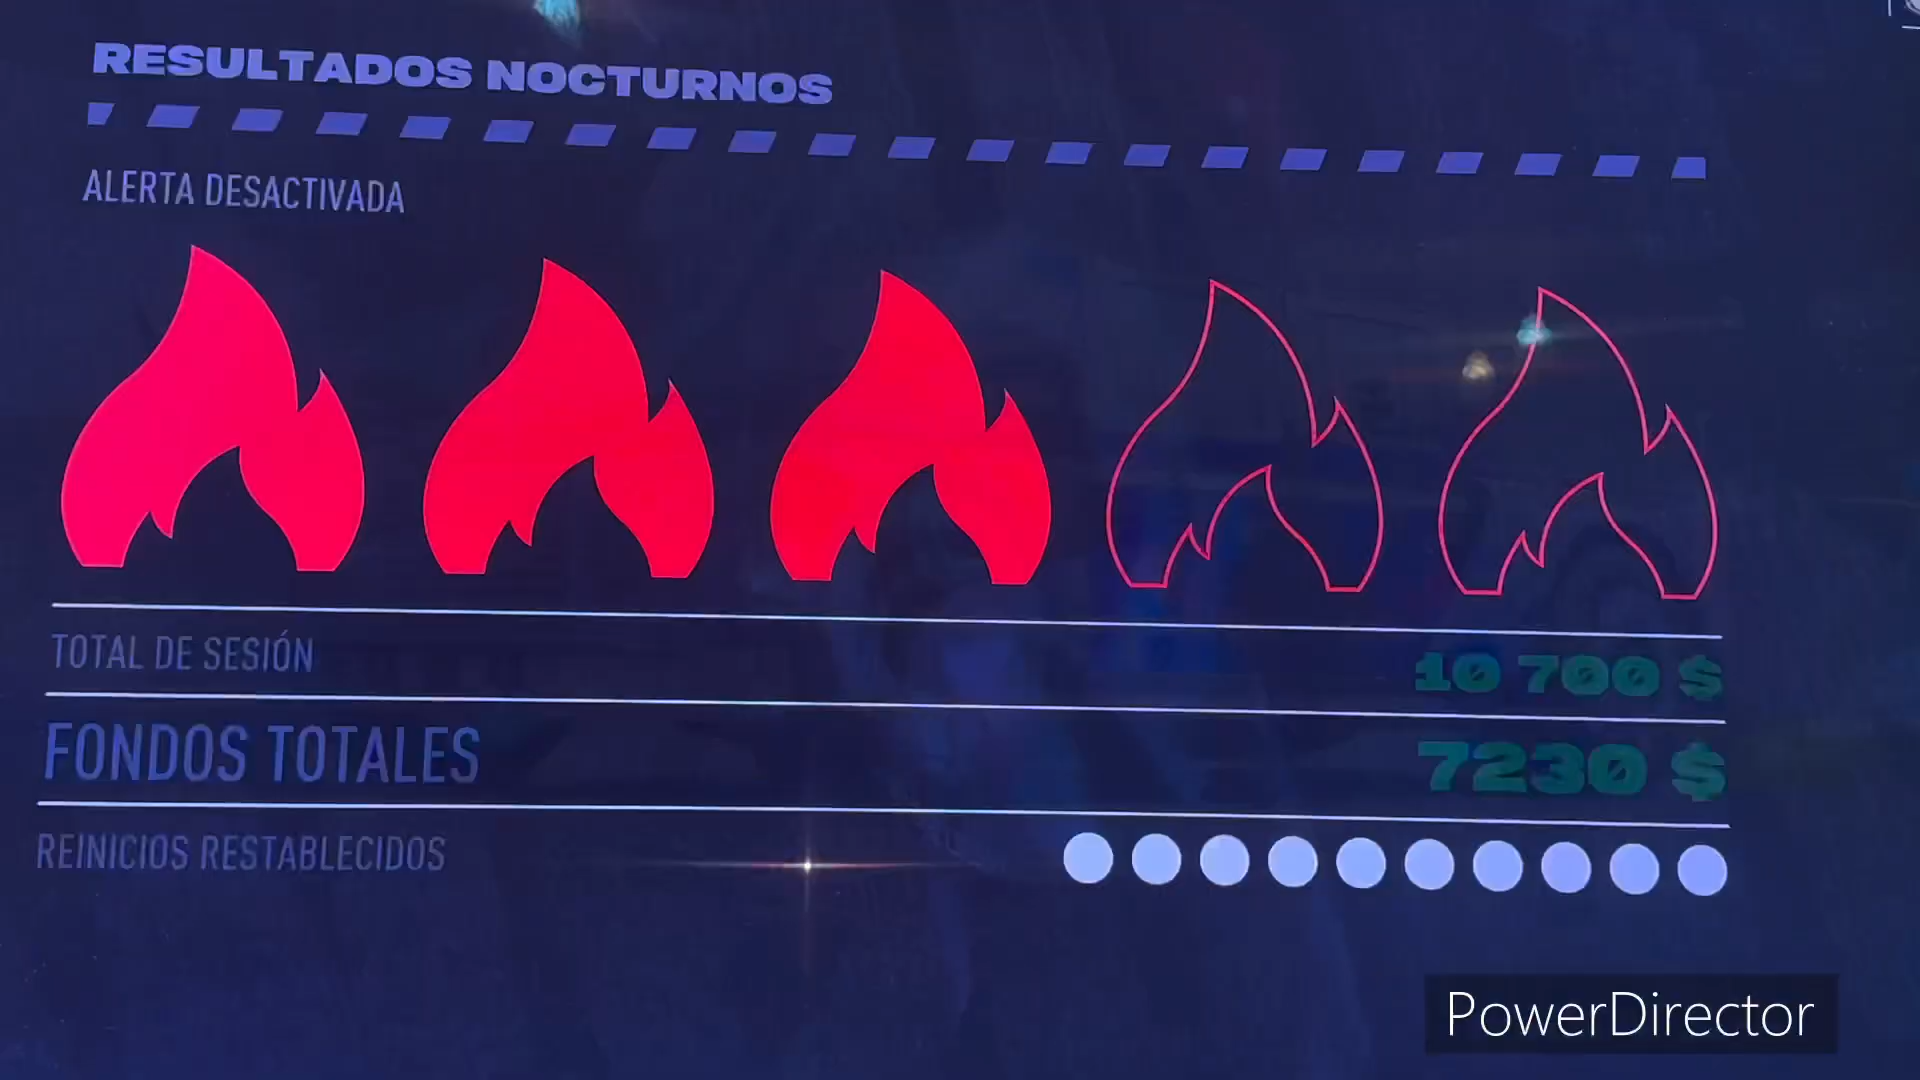 RESULTADOS NOCTURNOS
ALERTA DESACTIVADA
TOTAL DE SESIÓN
10 700 $
FONDOS TOTALES
7230 $
REINICIOS RESTABLECIDOS
PowerDirector